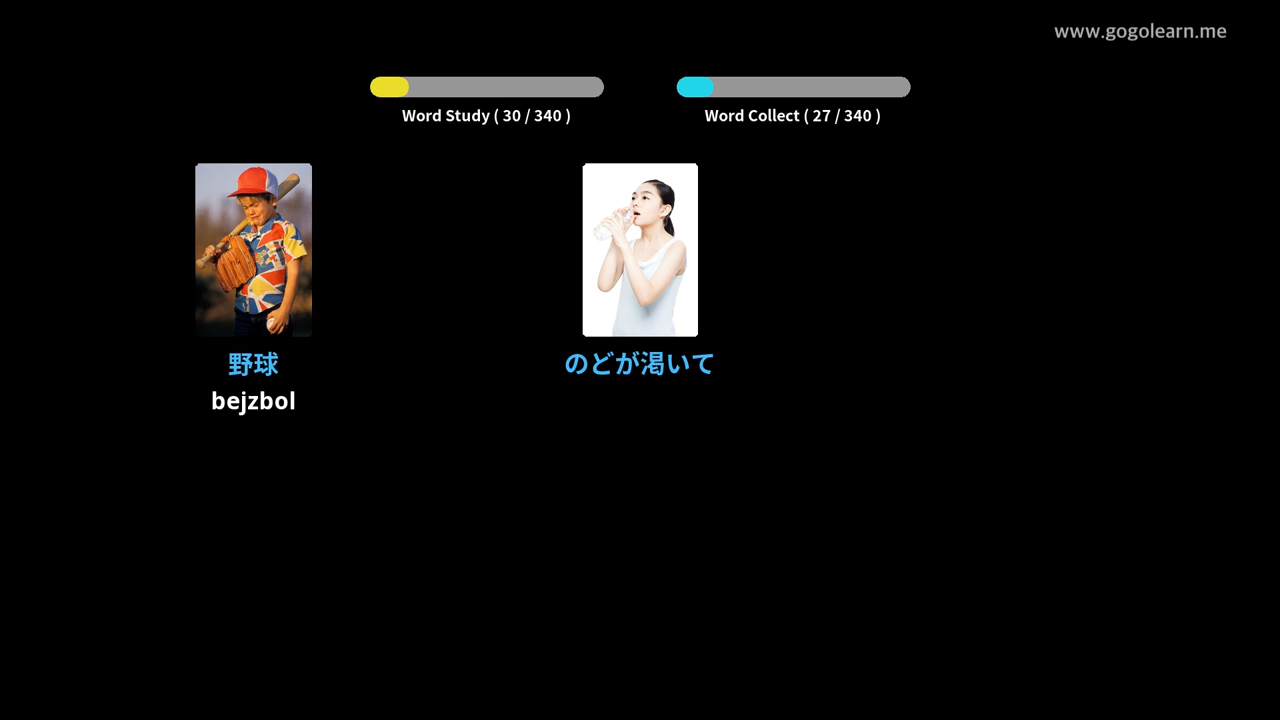 www.gogolearn.me
Word Study ( 30 / 340 )
Word Collect ( 27 / 340 )
野球
bejzbol
のどが渇いて